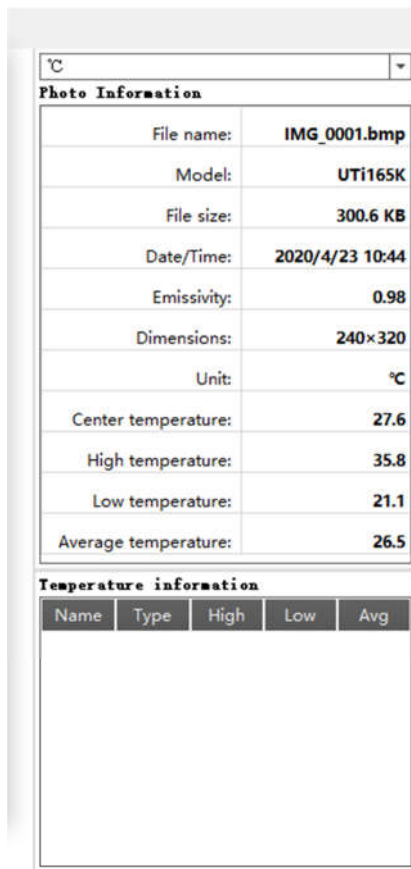 ℃
Photo Information
File name: IMG_0001.bmp
Model: UTi165K
File size: 300.6 KB
Date/Time: 2020/4/23 10:44
Emissivity: 0.98
Dimensions: 240×320
Unit: ℃
Center temperature: 27.6
High temperature: 35.8
Low temperature: 21.1
Average temperature: 26.5
Temperature information
Name Type High Low Avg